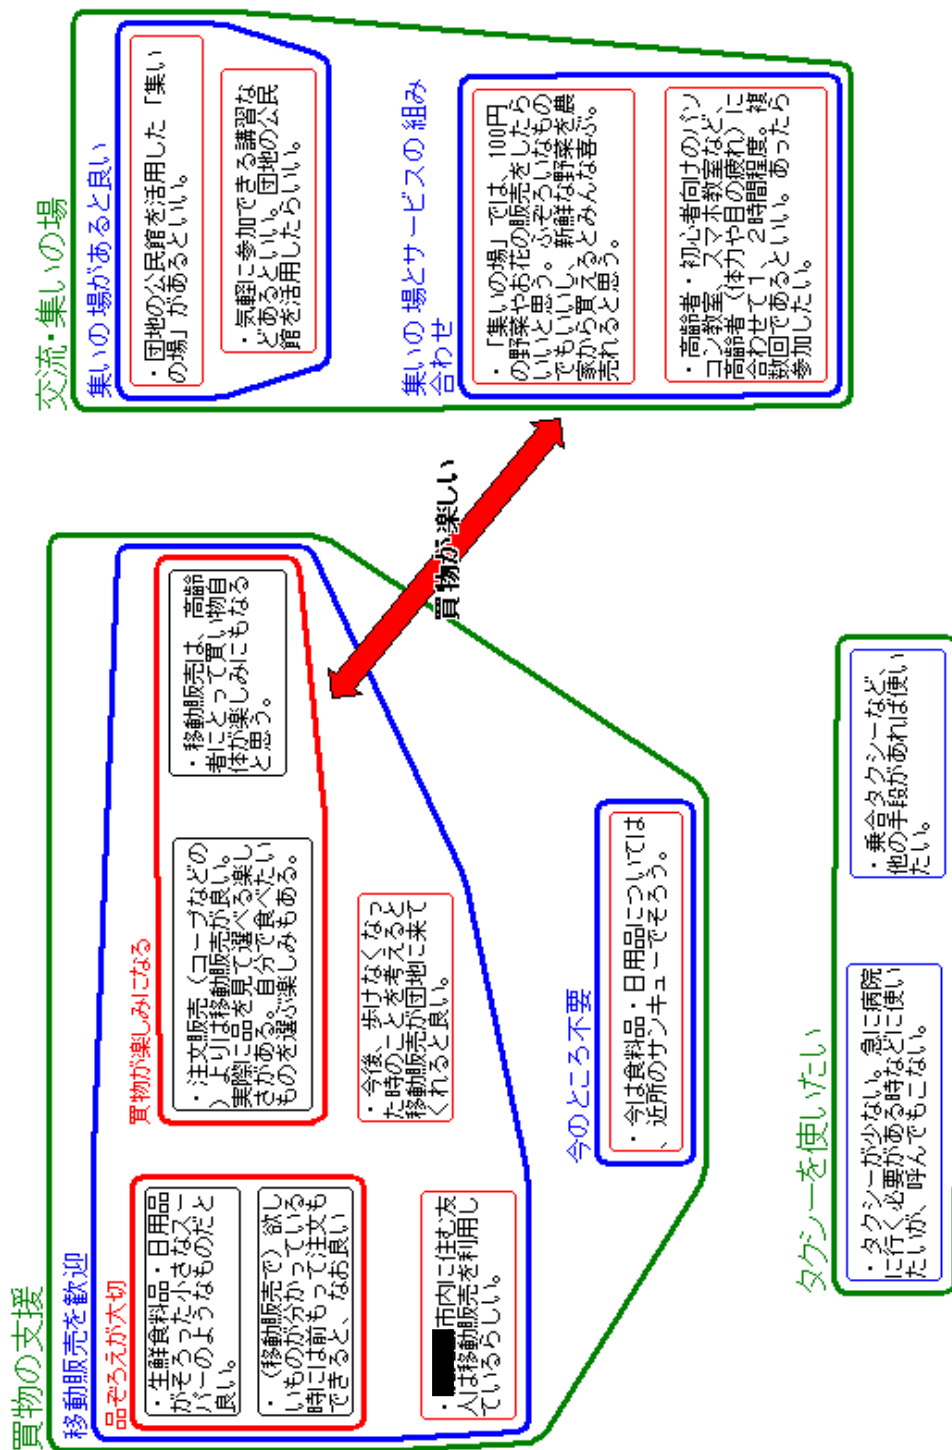 買物の支援
移動販売を歓迎
品ぞろえが大切
・生鮮食料品・日用品
がそろった小さなスー
パーのようなものだと
良い。
・（移動販売で）欲し
いものが分かっている
時には前もって注文も
できると、なお良い
・市内に住む友
人は移動販売を利用し
ているらしい。
買物が楽しみになる
・注文販売（コープなどの
）よりは移動販売が良い。
実際に品を見て選べる楽し
さがある。自分で食べたい
ものを選ぶ楽しみもある。
・移動販売は、高齢
者にとって買い物自
体が楽しみにもなる
と思う。
・今後、歩けなくなっ
た時のことを考えると
移動販売が団地に来て
くれると良い。
今のところ不要
・今は食料品・日用品については
、近所のサンキューでそろう。
買物が楽しい
交流・集いの場
集いの場があると良い
・団地の公民館を活用した「集い
の場」があるといい。
・気軽に参加できる講習な
どあるといい。団地の公民
館を活用したらいい。
集いの場とサービスの組み
合わせ
・「集いの場」では、100円
の野菜やお花の販売をしたら
いいと思う。ふぞろいなもの
でもいいし、新鮮な野菜を農
家から買えるとみんな喜ぶ。
売れると思う。
・高齢者・初心者向けのパソ
コン教室、スマホ教室など、
高齢者（体力や目の疲れ）に
合わせて１、２時間程度。複
数回であるといい。あったら
参加したい。
タクシーを使いたい
・タクシーが少ない。急に病院
に行く必要がある時などに使い
たいが、呼んでもこない。
・乗合タクシーなど、
他の手段があれば使い
たい。